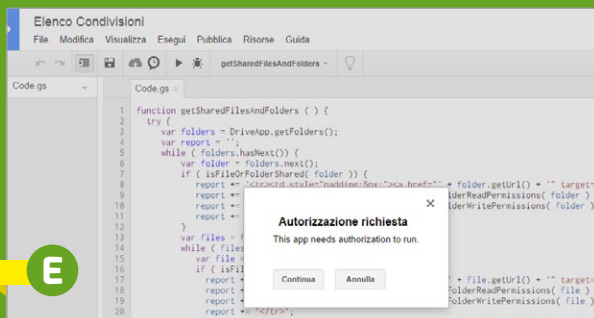 Elenco Condivisioni
File Modifica Visualizza Esegui Pubblica Risorse Guida
getSharedFilesAndFolders
Code.gs
Code.gs ×
1 function getSharedFilesAndFolders ( ) {
2 try {
3 var folders = DriveApp.getFolders();
4 var report = '';
5 while ( folders.hasNext()) {
6 var folder = folders.next();
7 if ( isFileOrFolderShared( folder )) {
8 report += '<tr><td style="padding:5px;"><a href="' + folder.getUrl() + '" target=
9 report += lderReadPermissions( folder )
10 report += lderWritePermissions( folder )
11 report +=
12 }
13 var files = f
14 while ( files
15 var file =
16 if ( isFil
17 report + ' + file.getUrl() + '" target=
18 report + FolderReadPermissions( file )
19 report + FolderWritePermissions( file )
20 report += '</tr>';
×
Autorizzazione richiesta
This app needs authorization to run.
Continua Annulla
E